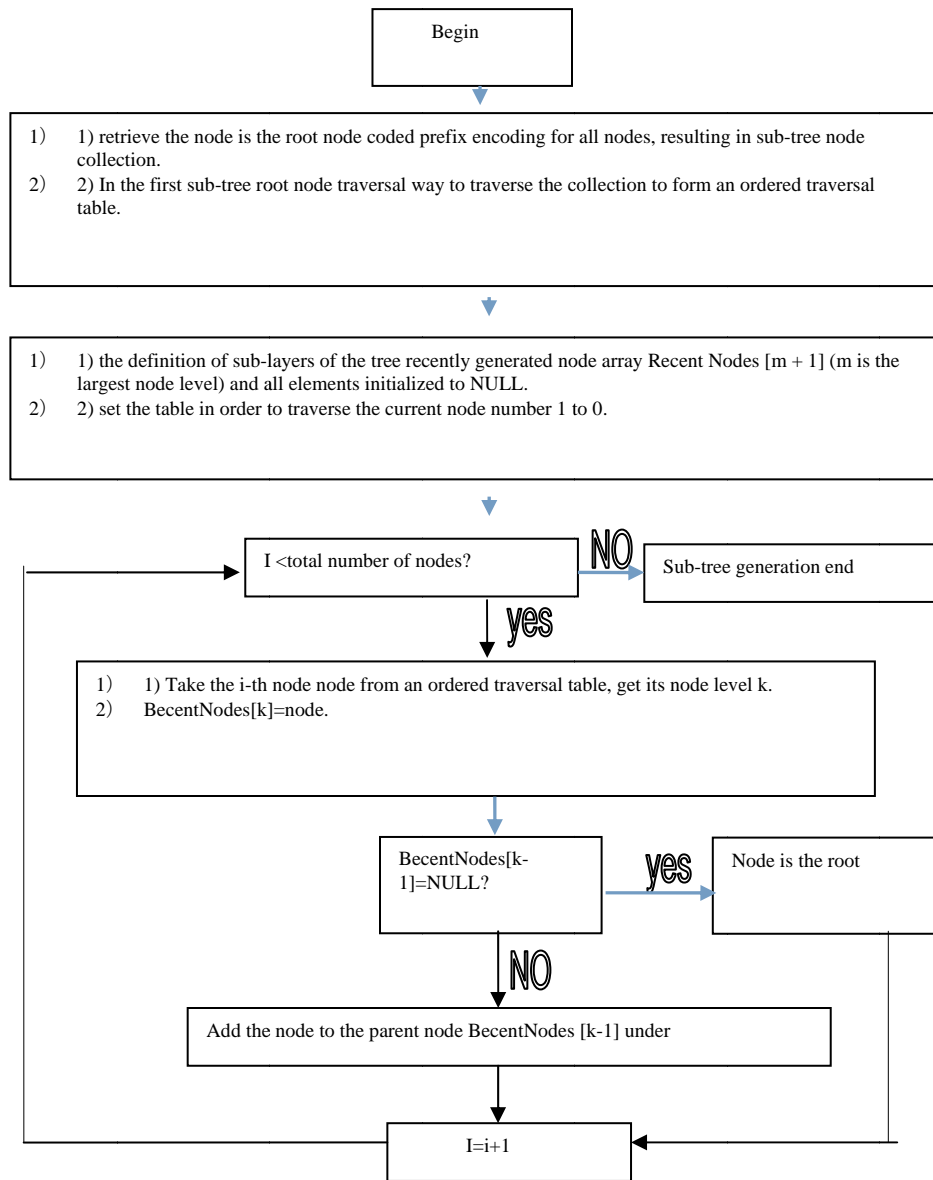 Begin
1） 1) retrieve the node is the root node coded prefix encoding for all nodes, resulting in sub-tree node
collection.
2） 2) In the first sub-tree root node traversal way to traverse the collection to form an ordered traversal
table.
1） 1) the definition of sub-layers of the tree recently generated node array Recent Nodes [m + 1] (m is the
largest node level) and all elements initialized to NULL.
2） 2) set the table in order to traverse the current node number 1 to 0.
I <total number of nodes?
NO
Sub-tree generation end
yes
1） 1) Take the i-th node node from an ordered traversal table, get its node level k.
2） BecentNodes[k]=node.
BecentNodes[k-
1]=NULL?
yes
Node is the root
NO
Add the node to the parent node BecentNodes [k-1] under
I=i+1